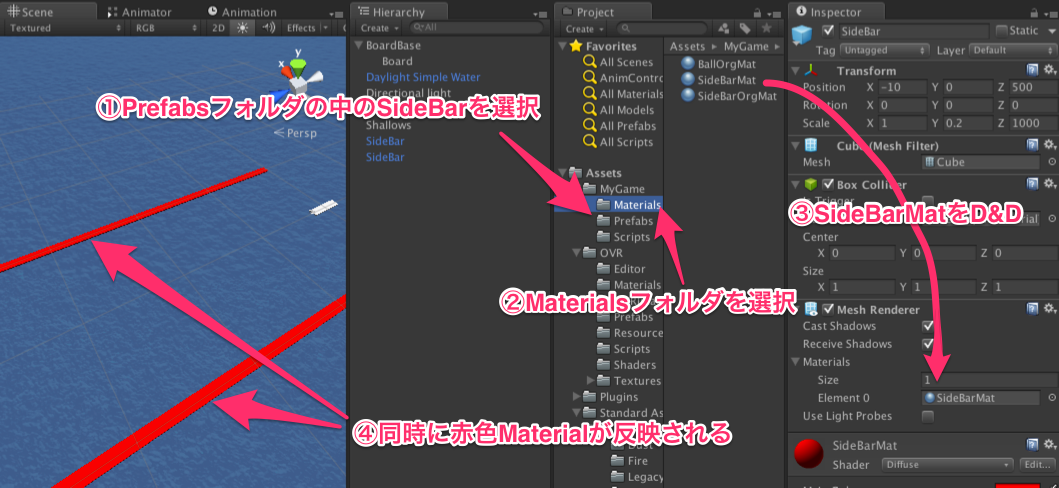 Scene
Animator
Animation
Textured
RGB
2D
Effects
y
x
Persp
Hierarchy
Create
All
BoardBase
Board
Daylight Simple Water
Directional light
Shallows
SideBar
SideBar
Project
Create
Favorites
All Scenes
AnimContro
All Materials
All Models
All Prefabs
All Scripts
Assets
MyGame
Materials
Prefabs
Scripts
OVR
Editor
Materials
Prefabs
Resource
Scripts
Shaders
Textures
Plugins
Standard As
Fire
Legacy
Assets ▸ MyGame ▸
BallOrgMat
SideBarMat
SideBarOrgMat
Inspector
SideBar Static
Tag Untagged Layer Default
Transform
Position X -10 Y 0 Z 500
Rotation X 0 Y 0 Z 0
Scale X 1 Y 0.2 Z 1000
Cube (Mesh Filter)
Mesh Cube
Box Collider
Center
X 0 Y 0 Z 0
Size
X 1 Y 1 Z 1
Mesh Renderer
Cast Shadows
Receive Shadows
Materials
Size 1
Element 0 SideBarMat
Use Light Probes
SideBarMat
Shader Diffuse Edit...
①Prefabsフォルダの中のSideBarを選択
②Materialsフォルダを選択
③SideBarMatをD&D
④同時に赤色Materialが反映される